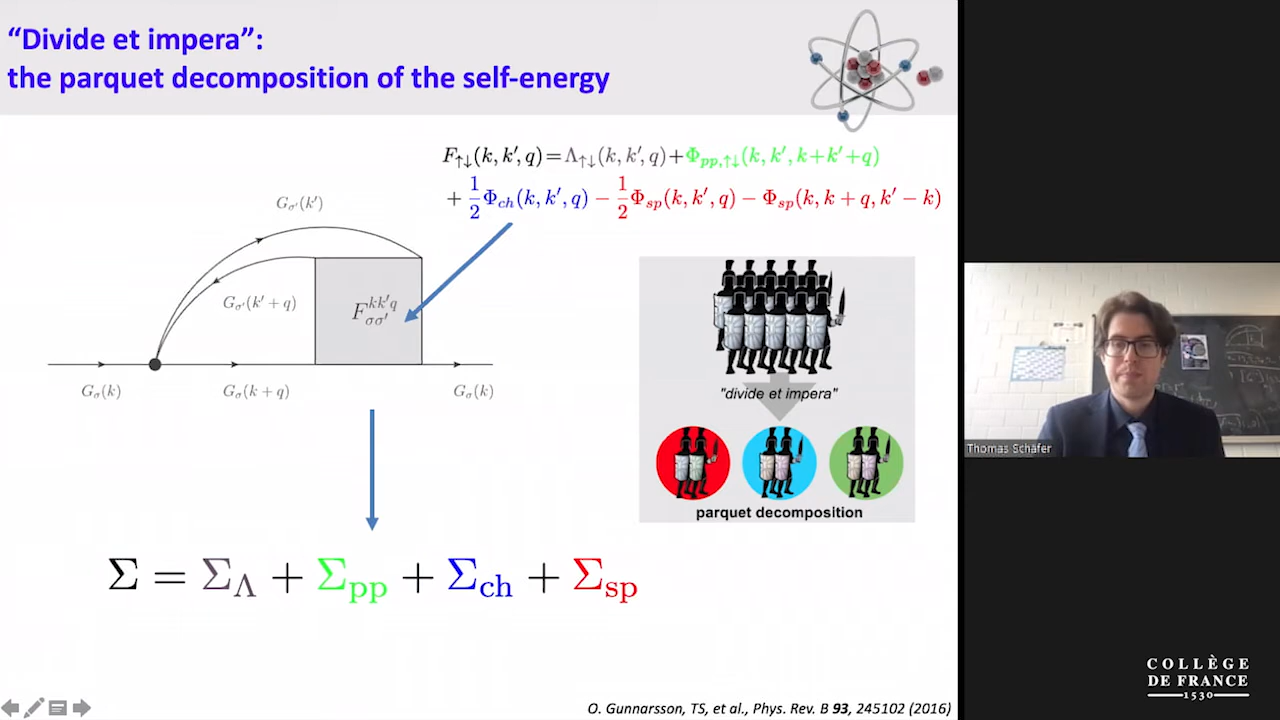 “Divide et impera”:
the parquet decomposition of the self-energy
F↑↓(k, k′, q)=Λ↑↓(k, k′, q)+Φpp,↑↓(k, k′, k+k′+q)
+ 1/2 Φch(k, k′, q) − 1/2 Φsp(k, k′, q) − Φsp(k, k + q, k′ − k)
Gσ′(k′)
Gσ′(k′ + q)
Fσσ′^kk′q
Gσ(k)
Gσ(k + q)
Gσ(k)
"divide et impera"
parquet decomposition
Σ = ΣΛ + Σpp + Σch + Σsp
O. Gunnarsson, TS, et al., Phys. Rev. B 93, 245102 (2016)
Thomas Schäfer
COLLÈGE
DE FRANCE
1530